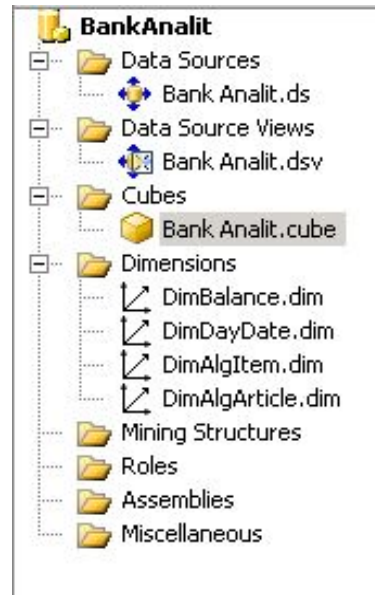 BankAnalit
Data Sources
Bank Analit.ds
Data Source Views
Bank Analit.dsv
Cubes
Bank Analit.cube
Dimensions
DimBalance.dim
DimDayDate.dim
DimAlgItem.dim
DimAlgArticle.dim
Mining Structures
Roles
Assemblies
Miscellaneous